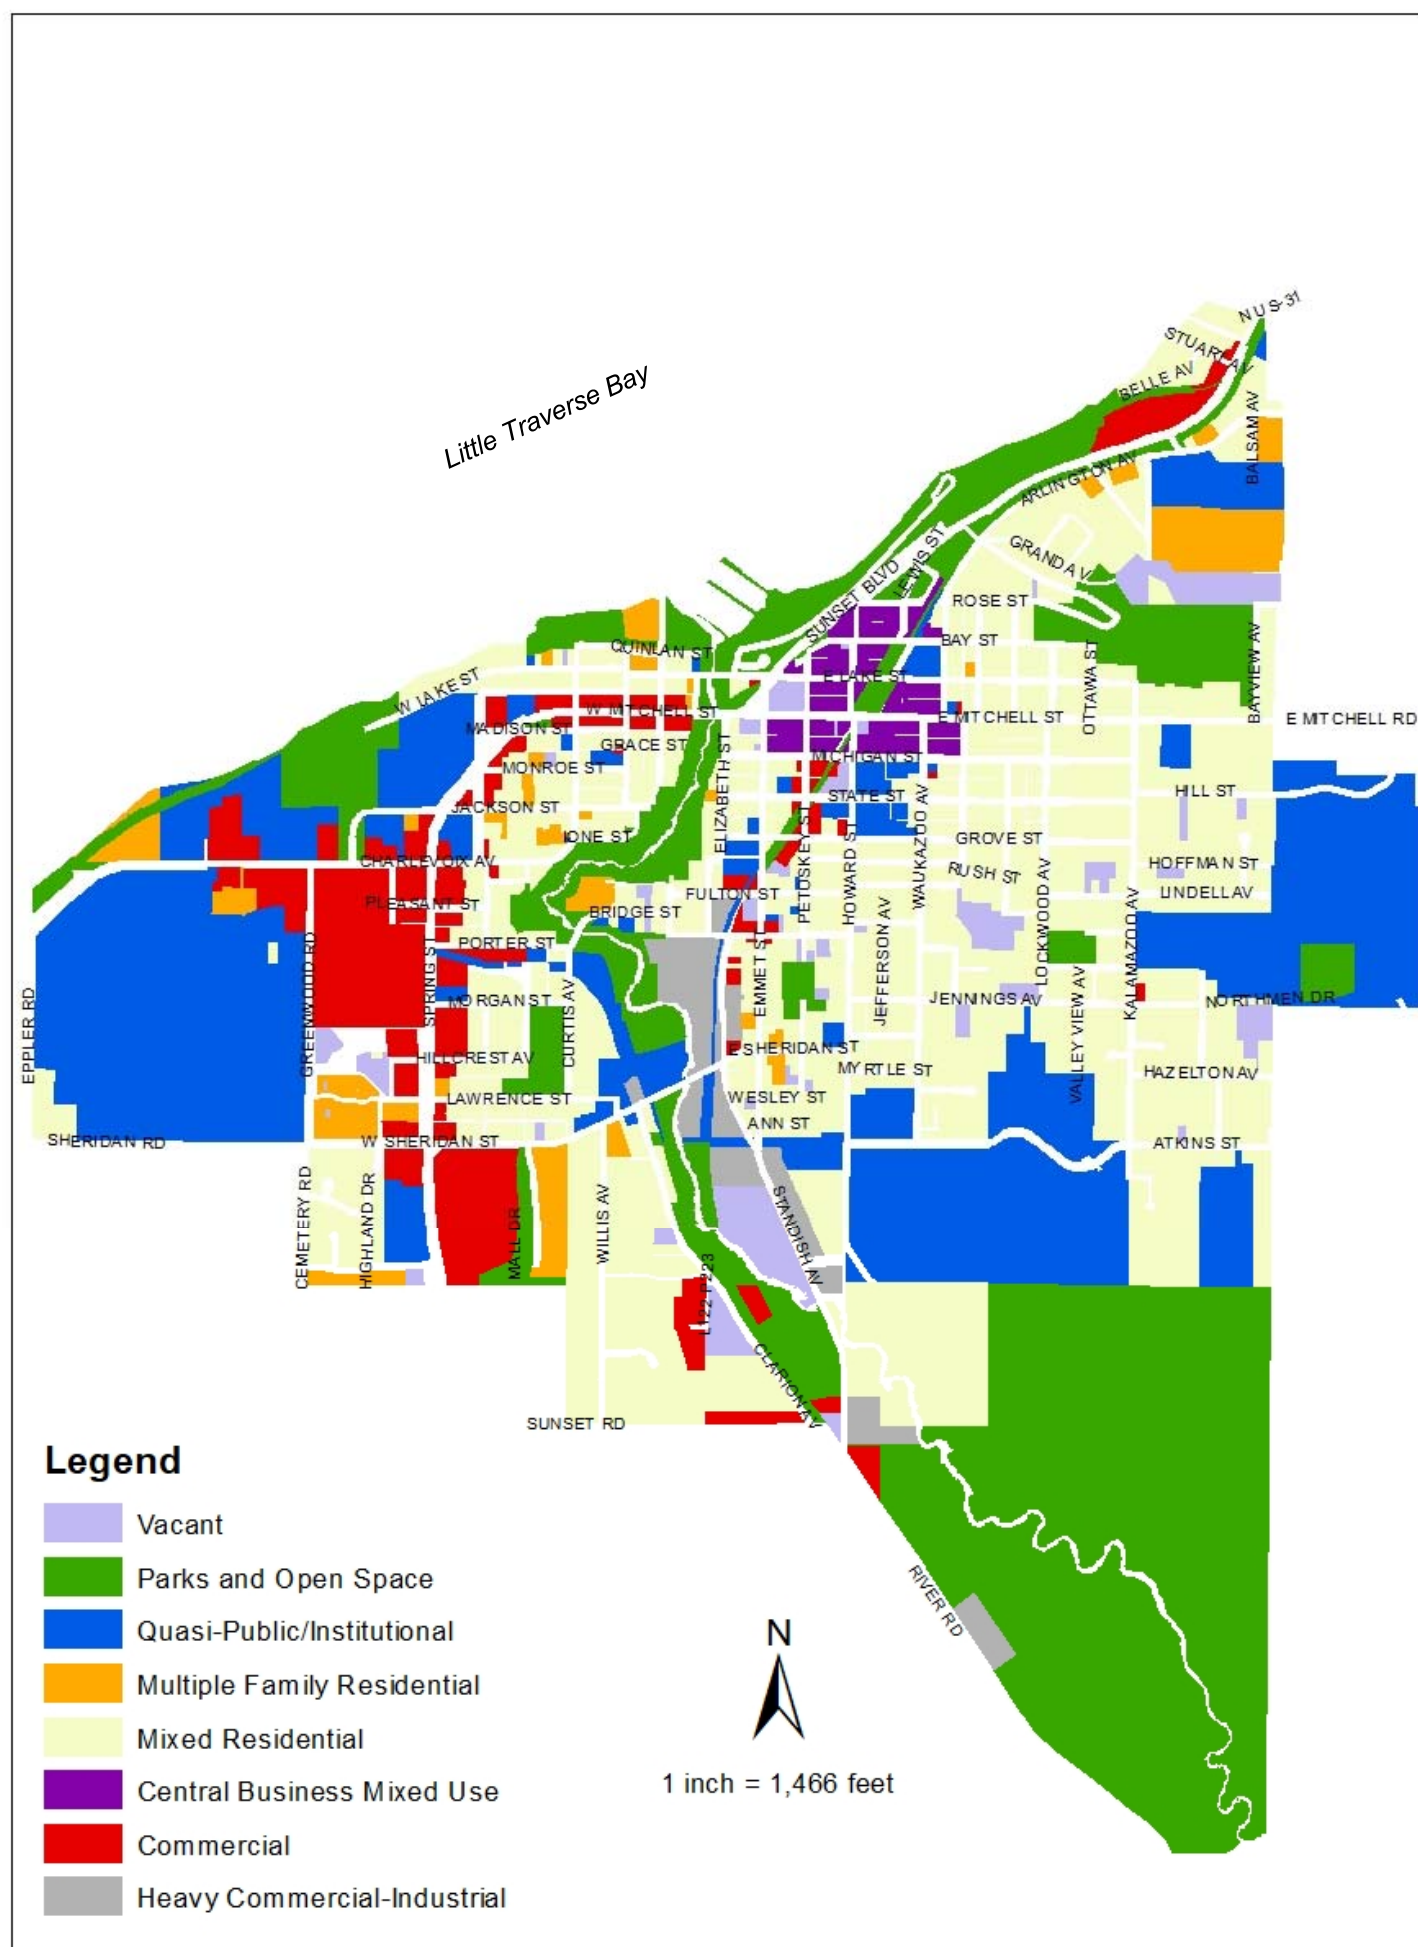 N US-31
STUART AV
BELLE AV
BALSAM AV
Little Traverse Bay
ARLINGTON AV
GRAND AV
LEWIS ST
SUNSET BLVD
ROSE ST
BAY ST
QUINLAN ST
OTTAWA ST
BAYVIEW AV
E LAKE ST
W LAKE ST
W MITCHELL ST
E MITCHELL ST
E MITCHELL RD
MADISON ST
GRACE ST
ELIZABETH ST
MICHIGAN ST
MONROE ST
HILL ST
STATE ST
JACKSON ST
IONE ST
PETOSKEY ST
HOWARD ST
WAUKAZOO AV
GROVE ST
CHARLEVOIX AV
RUSH ST
HOFFMAN ST
LINDELL AV
FULTON ST
PLEASANT ST
BRIDGE ST
LOCKWOOD AV
KALAMAZOO AV
JEFFERSON AV
PORTER ST
EMMET ST
GREENWOOD RD
SPRING ST
MORGAN ST
CURTIS AV
JENNINGS AV
NORTHMEN DR
EPPLER RD
VALLEY VIEW AV
HILLCREST AV
E SHERIDAN ST
MYRTLE ST
HAZELTON AV
LAWRENCE ST
WESLEY ST
ANN ST
SHERIDAN RD
W SHERIDAN ST
ATKINS ST
CEMETERY RD
HIGHLAND DR
MALL DR
WILLIS AV
STANDISH AV
L122 P 223
CLARION AV
SUNSET RD
RIVER RD
Legend
Vacant
Parks and Open Space
Quasi-Public/Institutional
Multiple Family Residential
Mixed Residential
Central Business Mixed Use
Commercial
Heavy Commercial-Industrial
N
1 inch = 1,466 feet